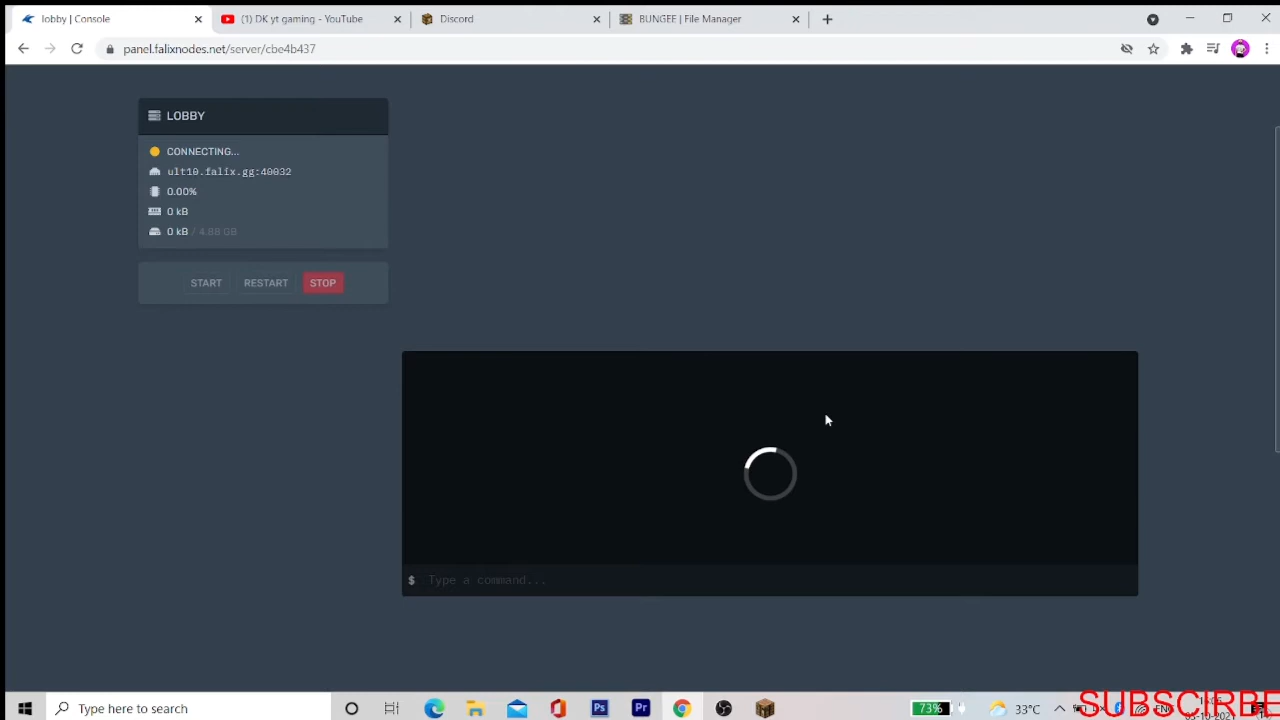 lobby | Console
(1) DK yt gaming - YouTube
Discord
BUNGEE | File Manager
panel.falixnodes.net/server/cbe4b437
LOBBY
CONNECTING...
ult10.falix.gg:40032
0.00%
0 kB
0 kB / 4.88 GB
START RESTART STOP
$ Type a command...
Type here to search
73%
33°C
ENG
SUBSCIRBE